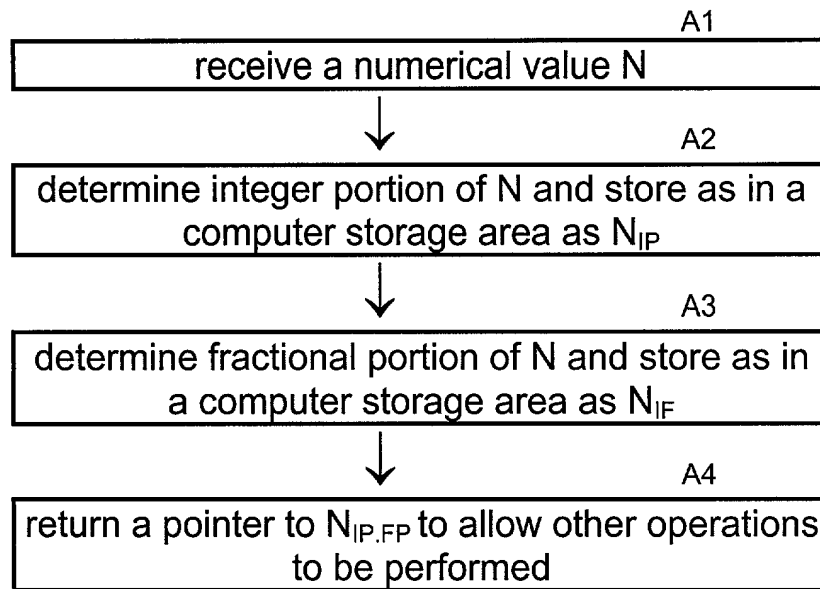 A1
receive a numerical value N
A2
determine integer portion of N and store as in a
computer storage area as N_IP
A3
determine fractional portion of N and store as in
a computer storage area as N_IF
A4
return a pointer to N_IP.FP to allow other operations
to be performed